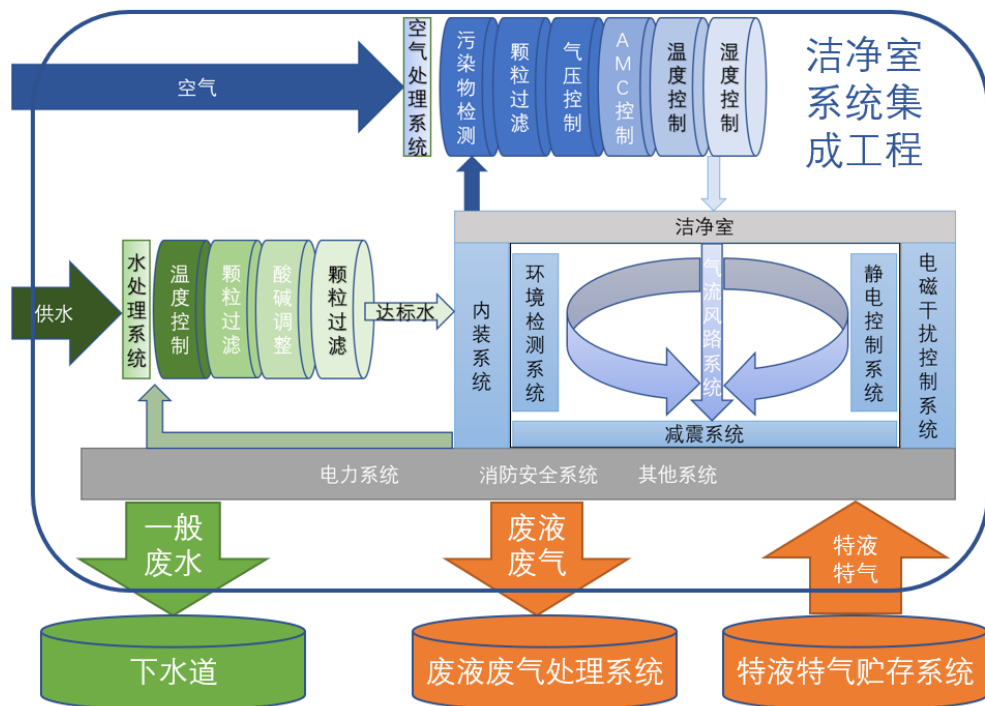 洁净室
系统集
成工程
空气
空气处理系统
污染物检测
颗粒过滤
气压控制
AMC控制
温度控制
湿度控制
供水
水处理系统
温度控制
颗粒过滤
酸碱调整
颗粒过滤
达标水
洁净室
内装系统
环境检测系统
气流风路系统
静电控制系统
电磁干扰控制系统
减震系统
电力系统 消防安全系统 其他系统
一般
废水
废液
废气
特液
特气
下水道
废液废气处理系统
特液特气贮存系统